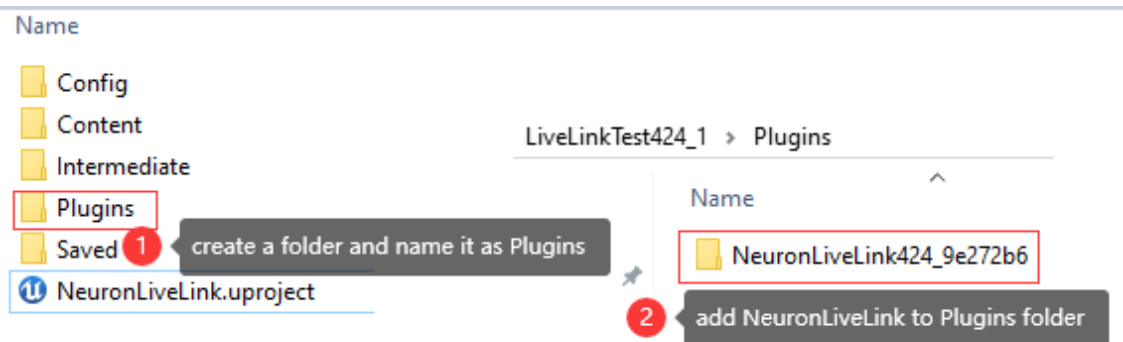 Name
Config
Content
Intermediate
Plugins
Saved
1
create a folder and name it as Plugins
NeuronLiveLink.uproject
LiveLinkTest424_1 > Plugins
Name
NeuronLiveLink424_9e272b6
2
add NeuronLiveLink to Plugins folder